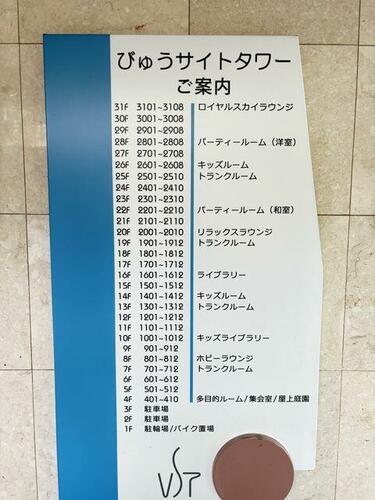 びゅうサイトタワー
ご案内
31F 3101~3108 ロイヤルスカイラウンジ
30F 3001~3008
29F 2901~2908
28F 2801~2808 パーティールーム（洋室）
27F 2701~2708
26F 2601~2608 キッズルーム
25F 2501~2510 トランクルーム
24F 2401~2410
23F 2301~2310
22F 2201~2210 パーティールーム（和室）
21F 2101~2110
20F 2001~2010 リラックスラウンジ
19F 1901~1912 トランクルーム
18F 1801~1812
17F 1701~1712
16F 1601~1612 ライブラリー
15F 1501~1512
14F 1401~1412 キッズルーム
13F 1301~1312 トランクルーム
12F 1201~1212
11F 1101~1112
10F 1001~1012 キッズライブラリー
9F 901~912
8F 801~812 ホビーラウンジ
7F 701~712 トランクルーム
6F 601~612
5F 501~512
4F 401~410 多目的ルーム/集会室/屋上庭園
3F 駐車場
2F 駐車場
1F 駐輪場/バイク置場
VST